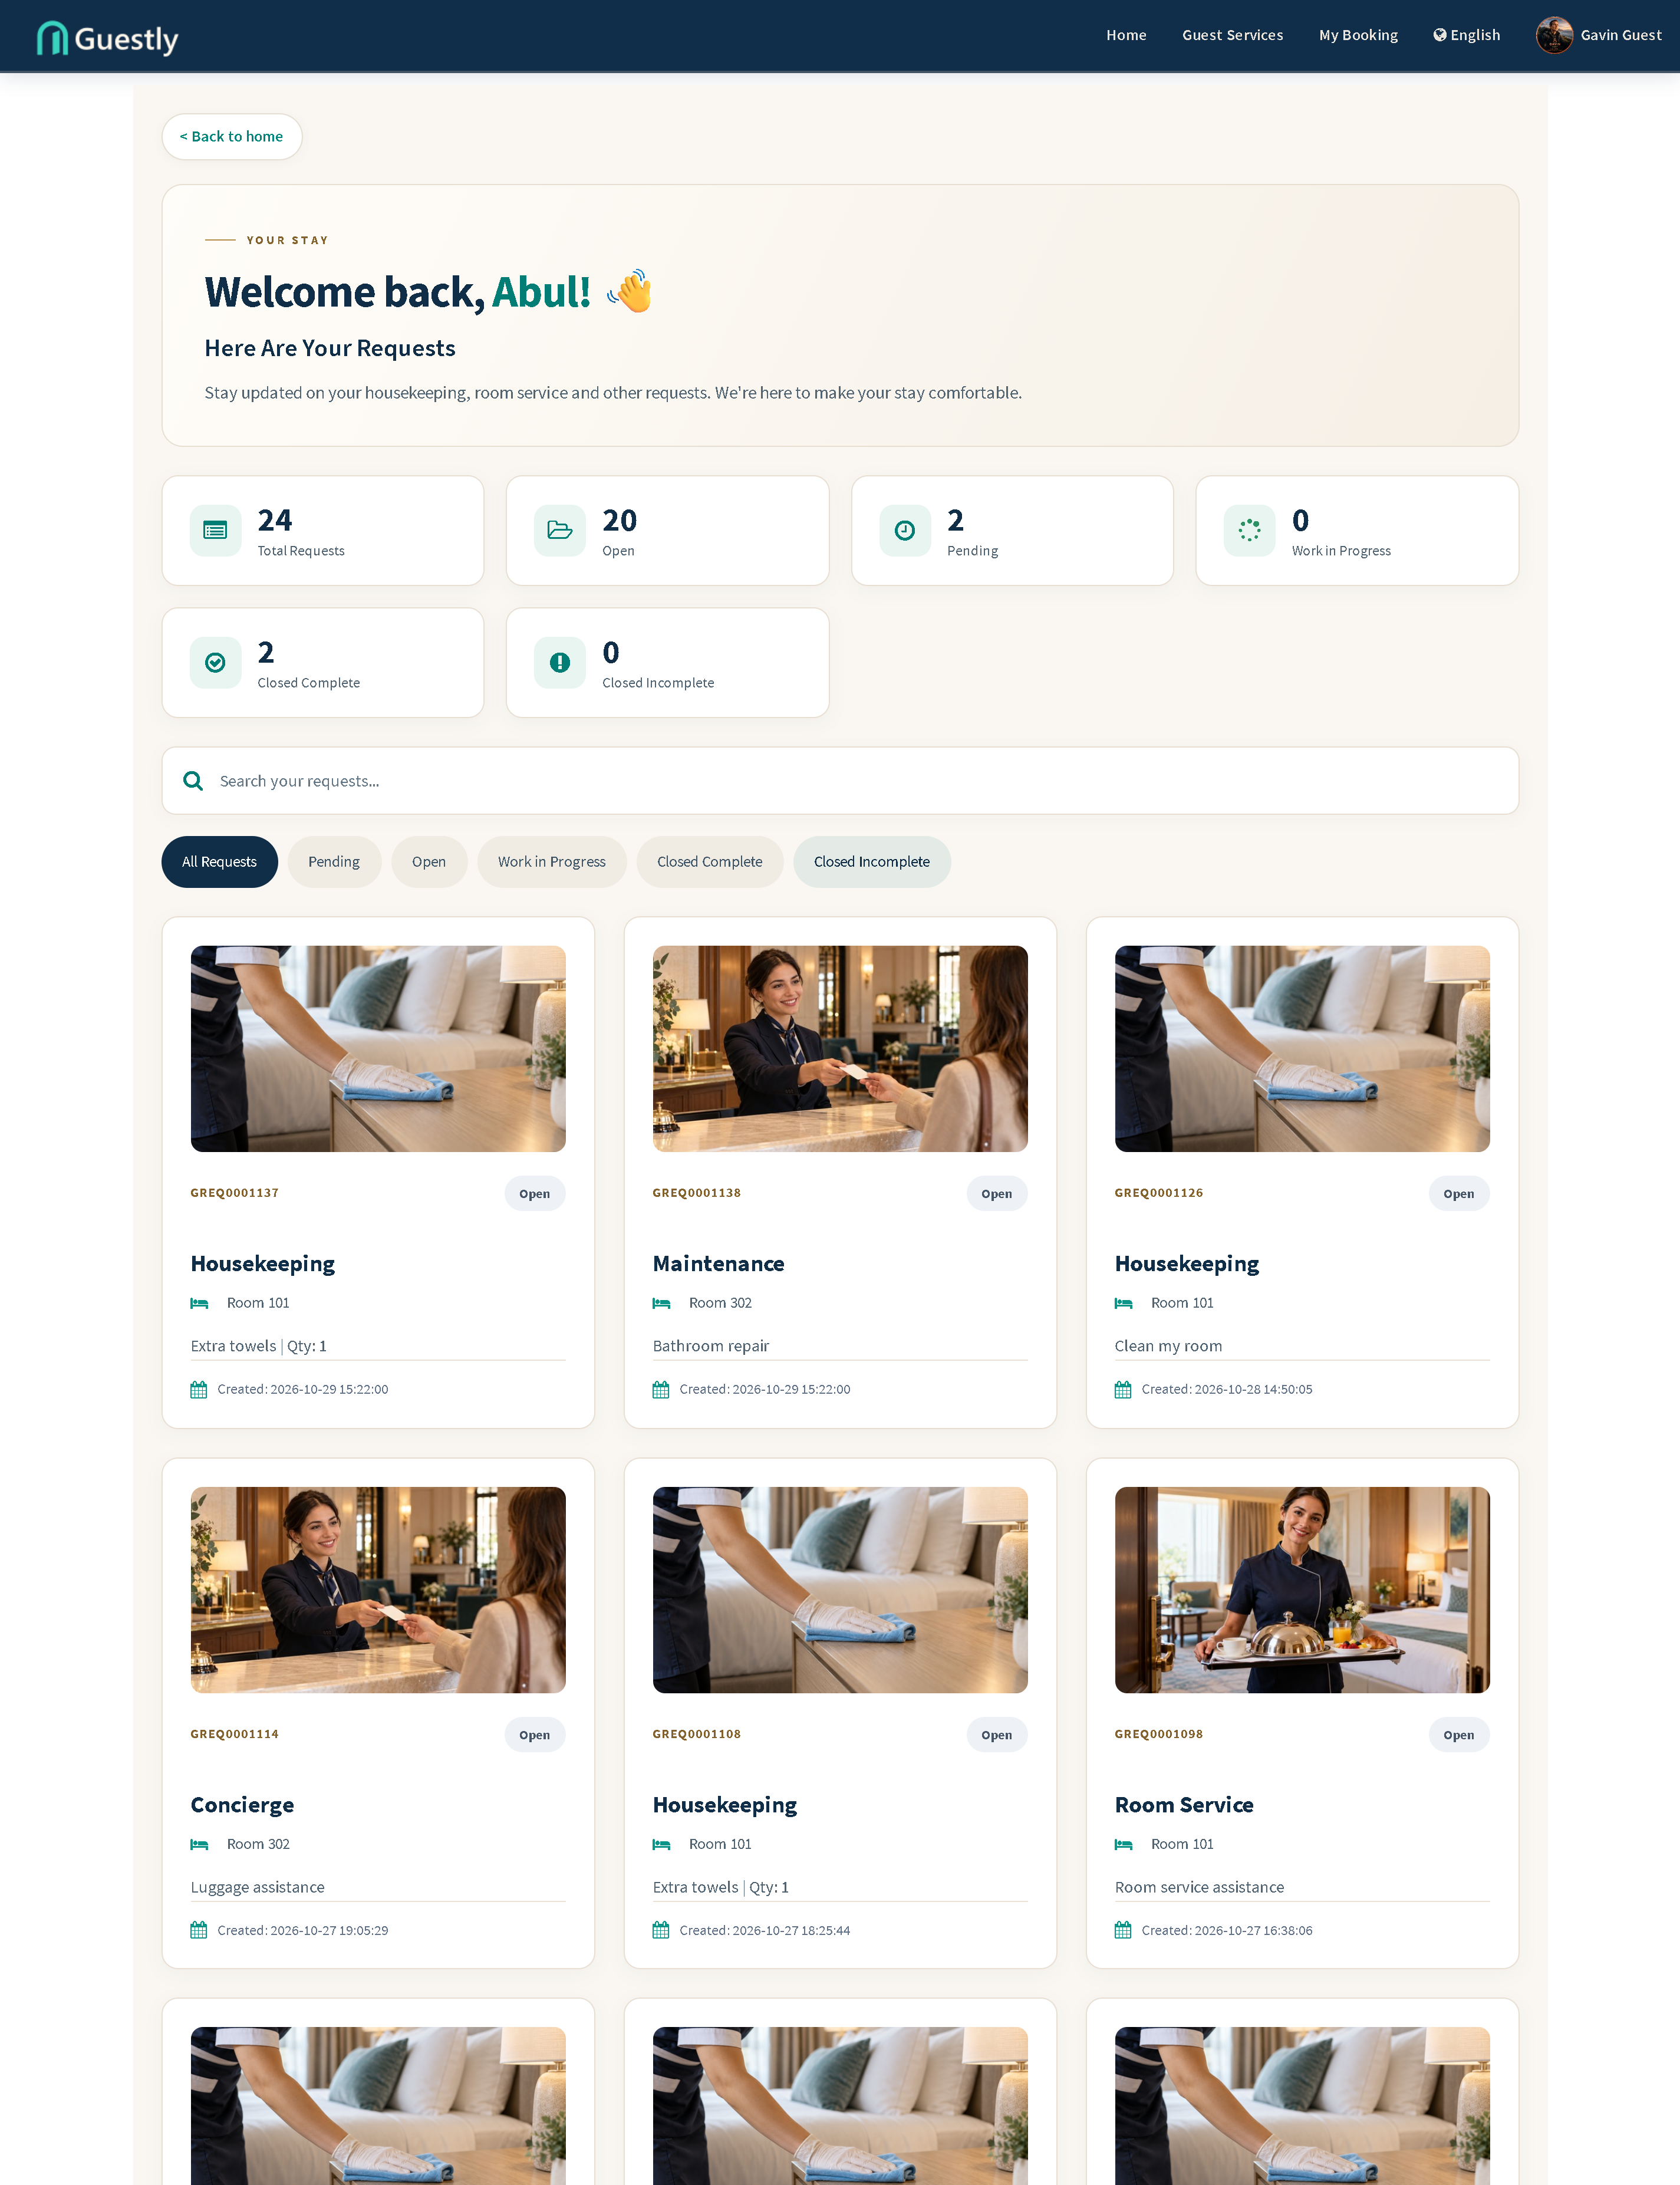 Guestly
Home
Guest Services
My Booking
English
Gavin Guest
< Back to home
YOUR STAY
Welcome back, Abul! 👋
Here Are Your Requests
Stay updated on your housekeeping, room service and other requests. We're here to make your stay comfortable.
24
Total Requests
20
Open
2
Pending
0
Work in Progress
2
Closed Complete
0
Closed Incomplete
Search your requests...
All Requests
Pending
Open
Work in Progress
Closed Complete
Closed Incomplete
GREQ0001137
Open
Housekeeping
Room 101
Extra towels | Qty: 1
Created: 2026-10-29 15:22:00
GREQ0001138
Open
Maintenance
Room 302
Bathroom repair
Created: 2026-10-29 15:22:00
GREQ0001126
Open
Housekeeping
Room 101
Clean my room
Created: 2026-10-28 14:50:05
GREQ0001114
Open
Concierge
Room 302
Luggage assistance
Created: 2026-10-27 19:05:29
GREQ0001108
Open
Housekeeping
Room 101
Extra towels | Qty: 1
Created: 2026-10-27 18:25:44
GREQ0001098
Open
Room Service
Room 101
Room service assistance
Created: 2026-10-27 16:38:06